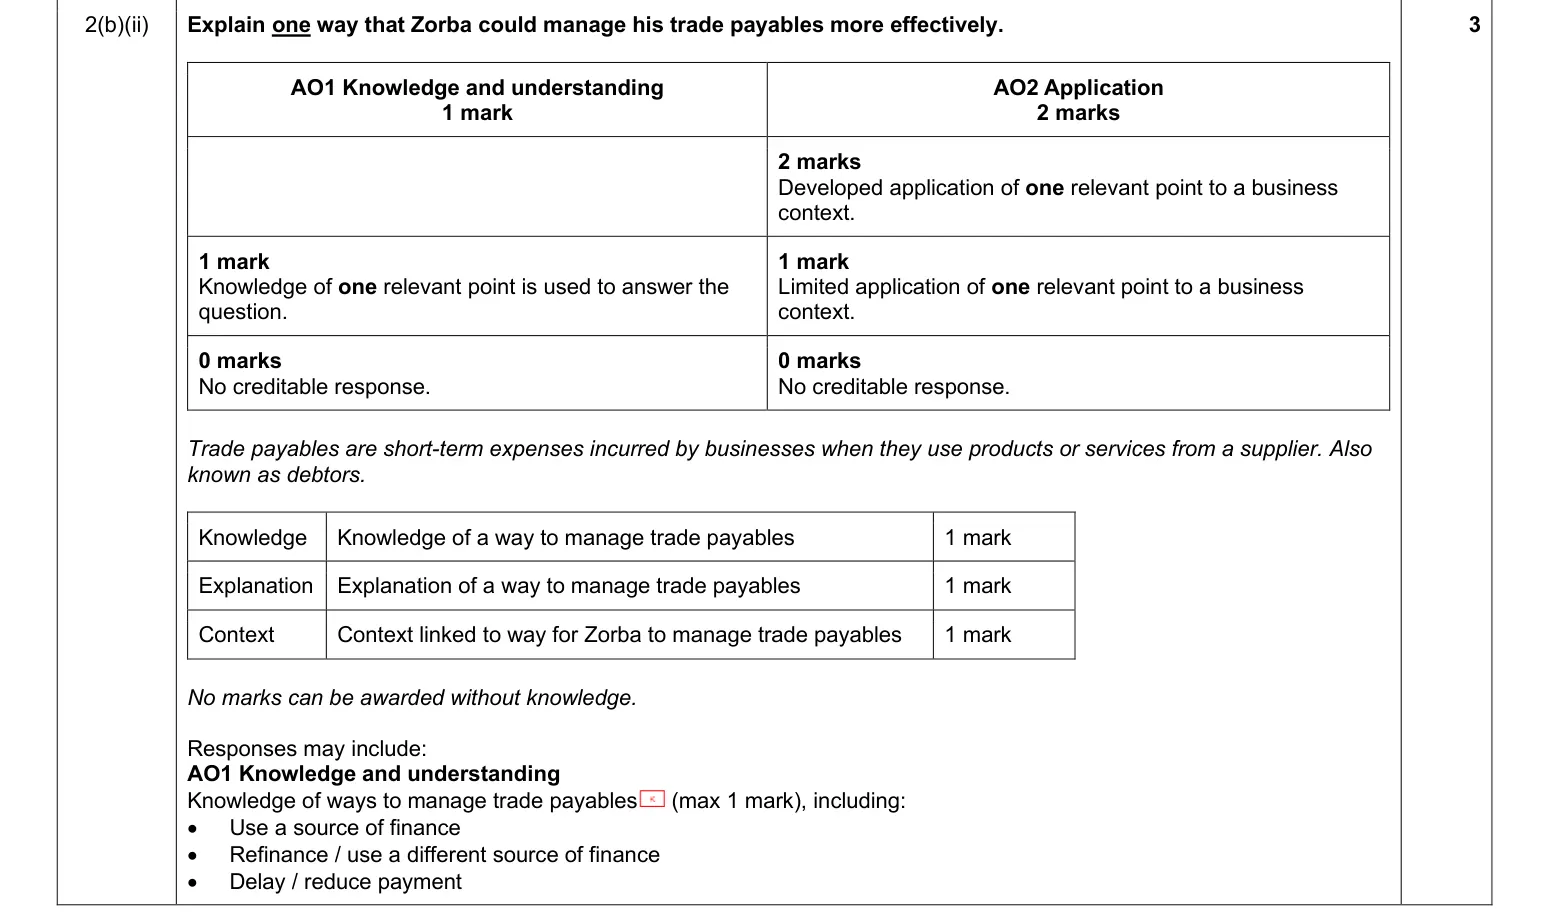 2(b)(ii)
Explain one way that Zorba could manage his trade payables more effectively.
3
AO1 Knowledge and understanding
1 mark
AO2 Application
2 marks
2 marks
Developed application of one relevant point to a business
context.
1 mark
Knowledge of one relevant point is used to answer the
question.
1 mark
Limited application of one relevant point to a business
context.
0 marks
No creditable response.
0 marks
No creditable response.
Trade payables are short-term expenses incurred by businesses when they use products or services from a supplier. Also
known as debtors.
Knowledge Knowledge of a way to manage trade payables 1 mark
Explanation Explanation of a way to manage trade payables 1 mark
Context Context linked to way for Zorba to manage trade payables 1 mark
No marks can be awarded without knowledge.
Responses may include:
AO1 Knowledge and understanding
Knowledge of ways to manage trade payables (max 1 mark), including:
• Use a source of finance
• Refinance / use a different source of finance
• Delay / reduce payment